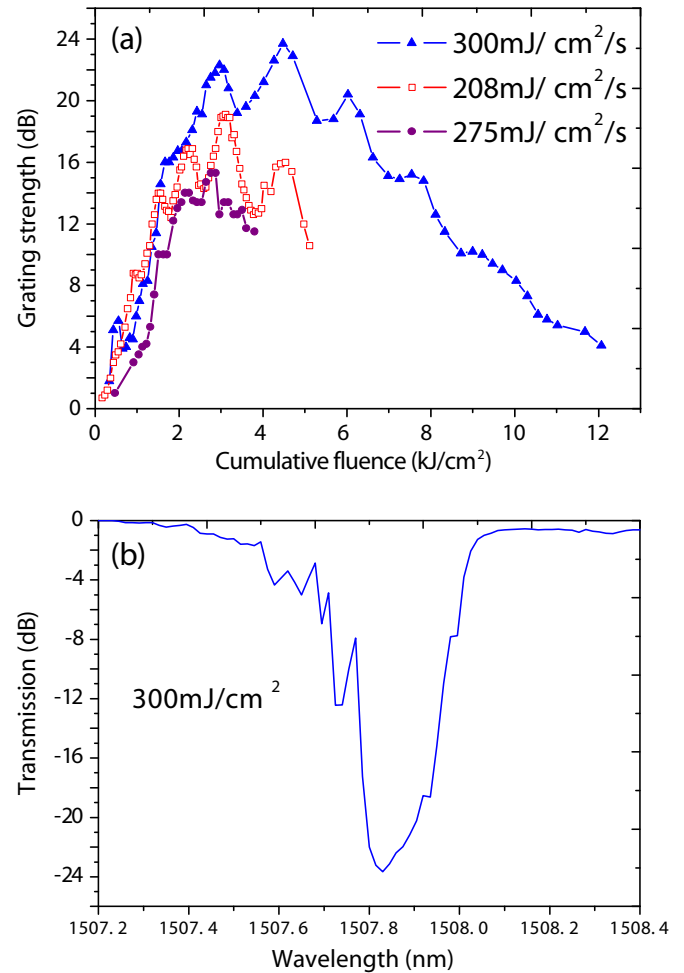 (a)
300mJ/ cm²/s
208mJ/ cm²/s
275mJ/ cm²/s
Grating strength (dB)
24
20
16
12
8
4
0
0 2 4 6 8 10 12
Cumulative fluence (kJ/cm²)
(b)
300mJ/cm ²
Transmission (dB)
0
-4
-8
-12
-16
-20
-24
1507. 2 1507. 4 1507. 6 1507. 8 1508. 0 1508. 2 1508. 4
Wavelength (nm)